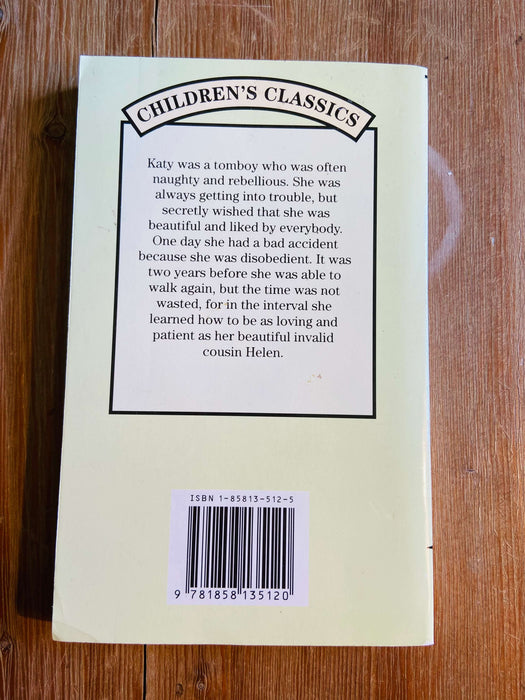 CHILDREN'S CLASSICS
Katy was a tomboy who was often
naughty and rebellious. She was
always getting into trouble, but
secretly wished that she was
beautiful and liked by everybody.
One day she had a bad accident
because she was disobedient. It was
two years before she was able to
walk again, but the time was not
wasted, for in the interval she
learned how to be as loving and
patient as her beautiful invalid
cousin Helen.
ISBN 1-85813-512-5
9 781858 135120